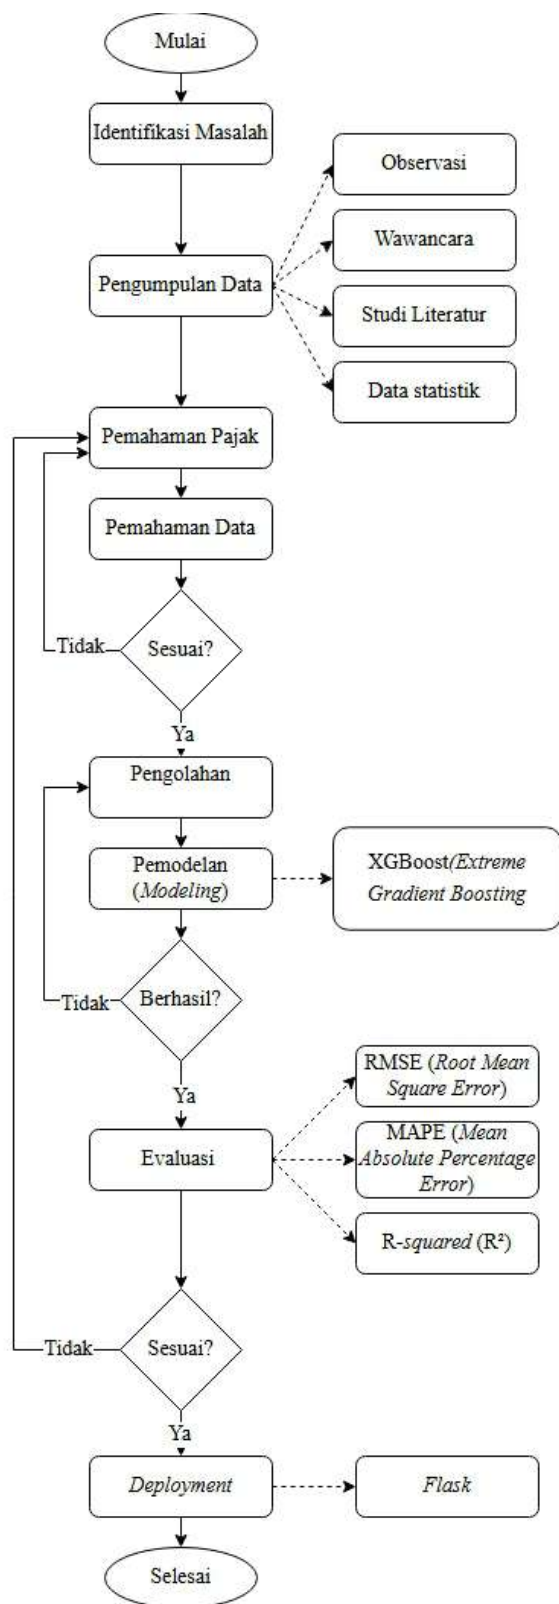 Mulai
Identifikasi Masalah
Observasi
Wawancara
Pengumpulan Data
Studi Literatur
Data statistik
Pemahaman Pajak
Pemahaman Data
Tidak
Sesuai?
Ya
Pengolahan
Pemodelan
(Modeling)
XGBoost(Extreme
Gradient Boosting
Tidak
Berhasil?
Ya
RMSE (Root Mean
Square Error)
Evaluasi
MAPE (Mean
Absolute Percentage
Error)
R-squared (R²)
Tidak
Sesuai?
Ya
Deployment
Flask
Selesai